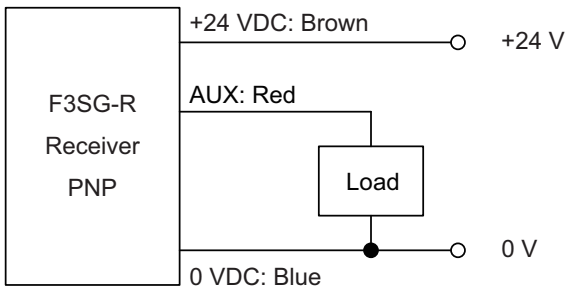 +24 VDC: Brown
+24 V
F3SG-R
Receiver
PNP
AUX: Red
Load
0 V
0 VDC: Blue